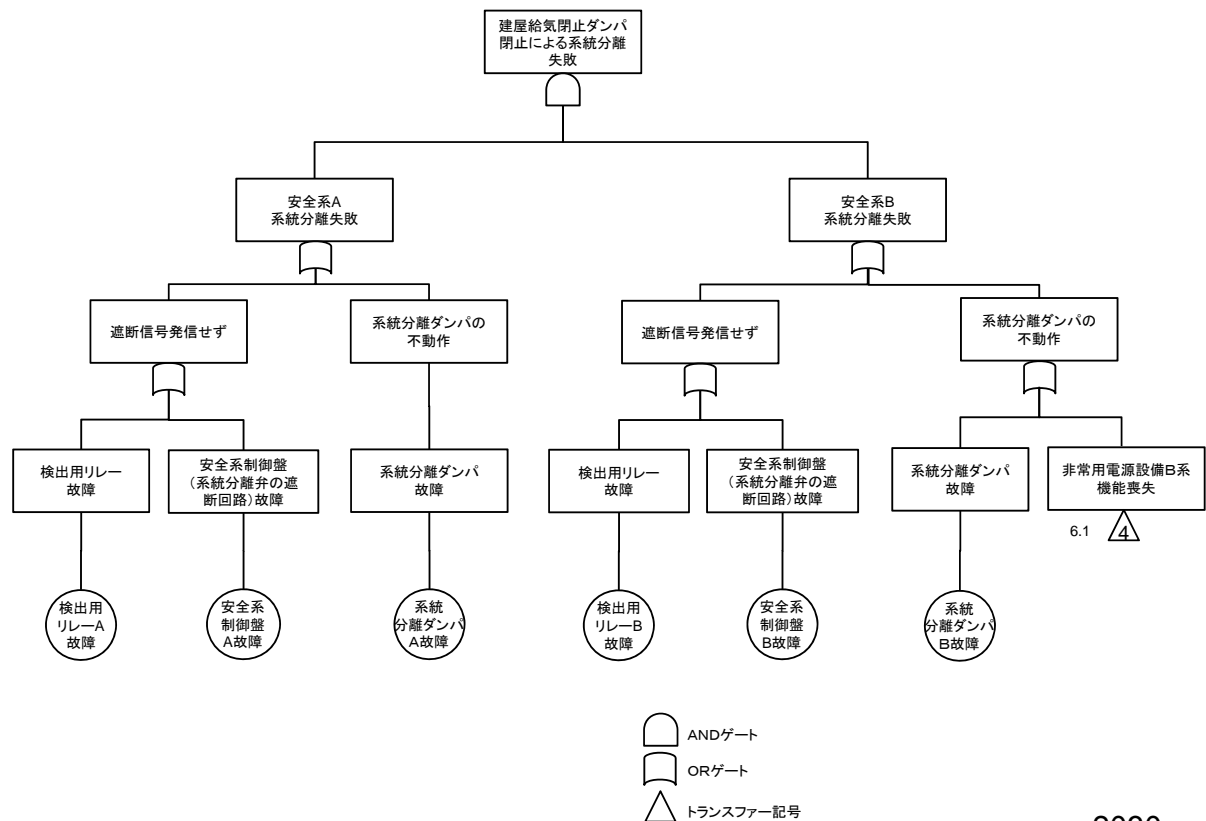 建屋給気閉止ダンパ
閉止による系統分離
失敗
安全系A
系統分離失敗
安全系B
系統分離失敗
遮断信号発信せず
系統分離ダンパの
不動作
遮断信号発信せず
系統分離ダンパの
不動作
検出用リレー
故障
安全系制御盤
（系統分離弁の遮
断回路）故障
系統分離ダンパ
故障
検出用リレー
故障
安全系制御盤
（系統分離弁の遮
断回路）故障
系統分離ダンパ
故障
非常用電源設備B系
機能喪失
6.1
4
検出用
リレーA
故障
安全系
制御盤
A故障
系統
分離ダンパ
A故障
検出用
リレーB
故障
安全系
制御盤
B故障
系統
分離ダンパ
B故障
ANDゲート
ORゲート
トランスファー記号